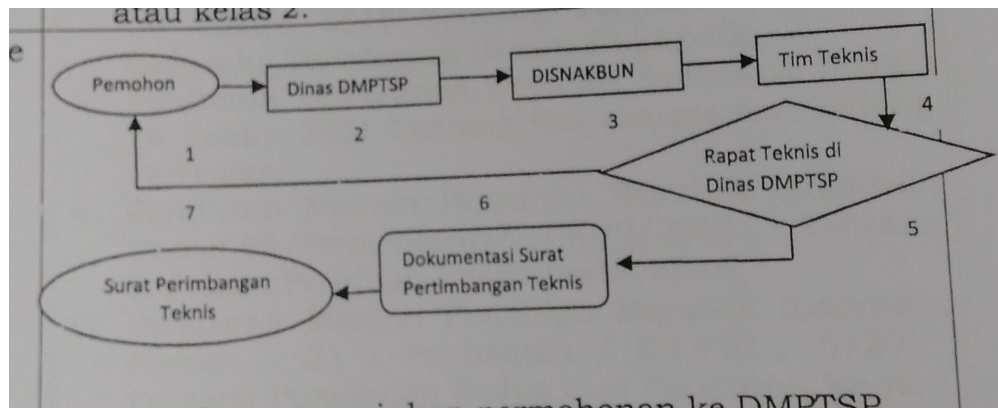 atau kelas 2.
e
Pemohon
Dinas DMPTSP
DISNAKBUN
Tim Teknis
1
2
3
4
Rapat Teknis di
Dinas DMPTSP
5
6
7
Dokumentasi Surat
Pertimbangan Teknis
Surat Perimbangan
Teknis
permohonan ke DMPTSP